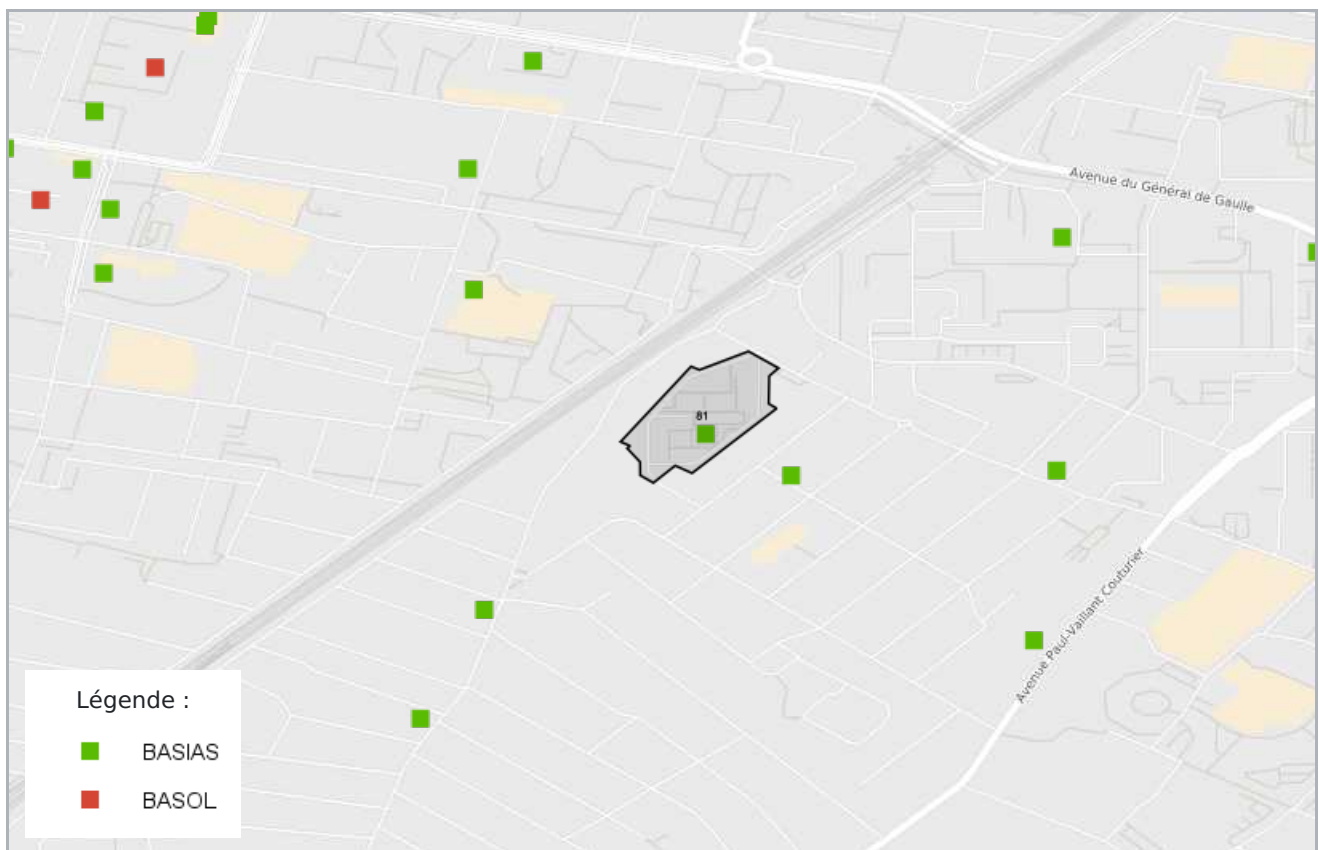 Avenue du Général de Gaulle
81
Avenue Paul-Vaillant Couturier
Légende :
BASIAS
BASOL